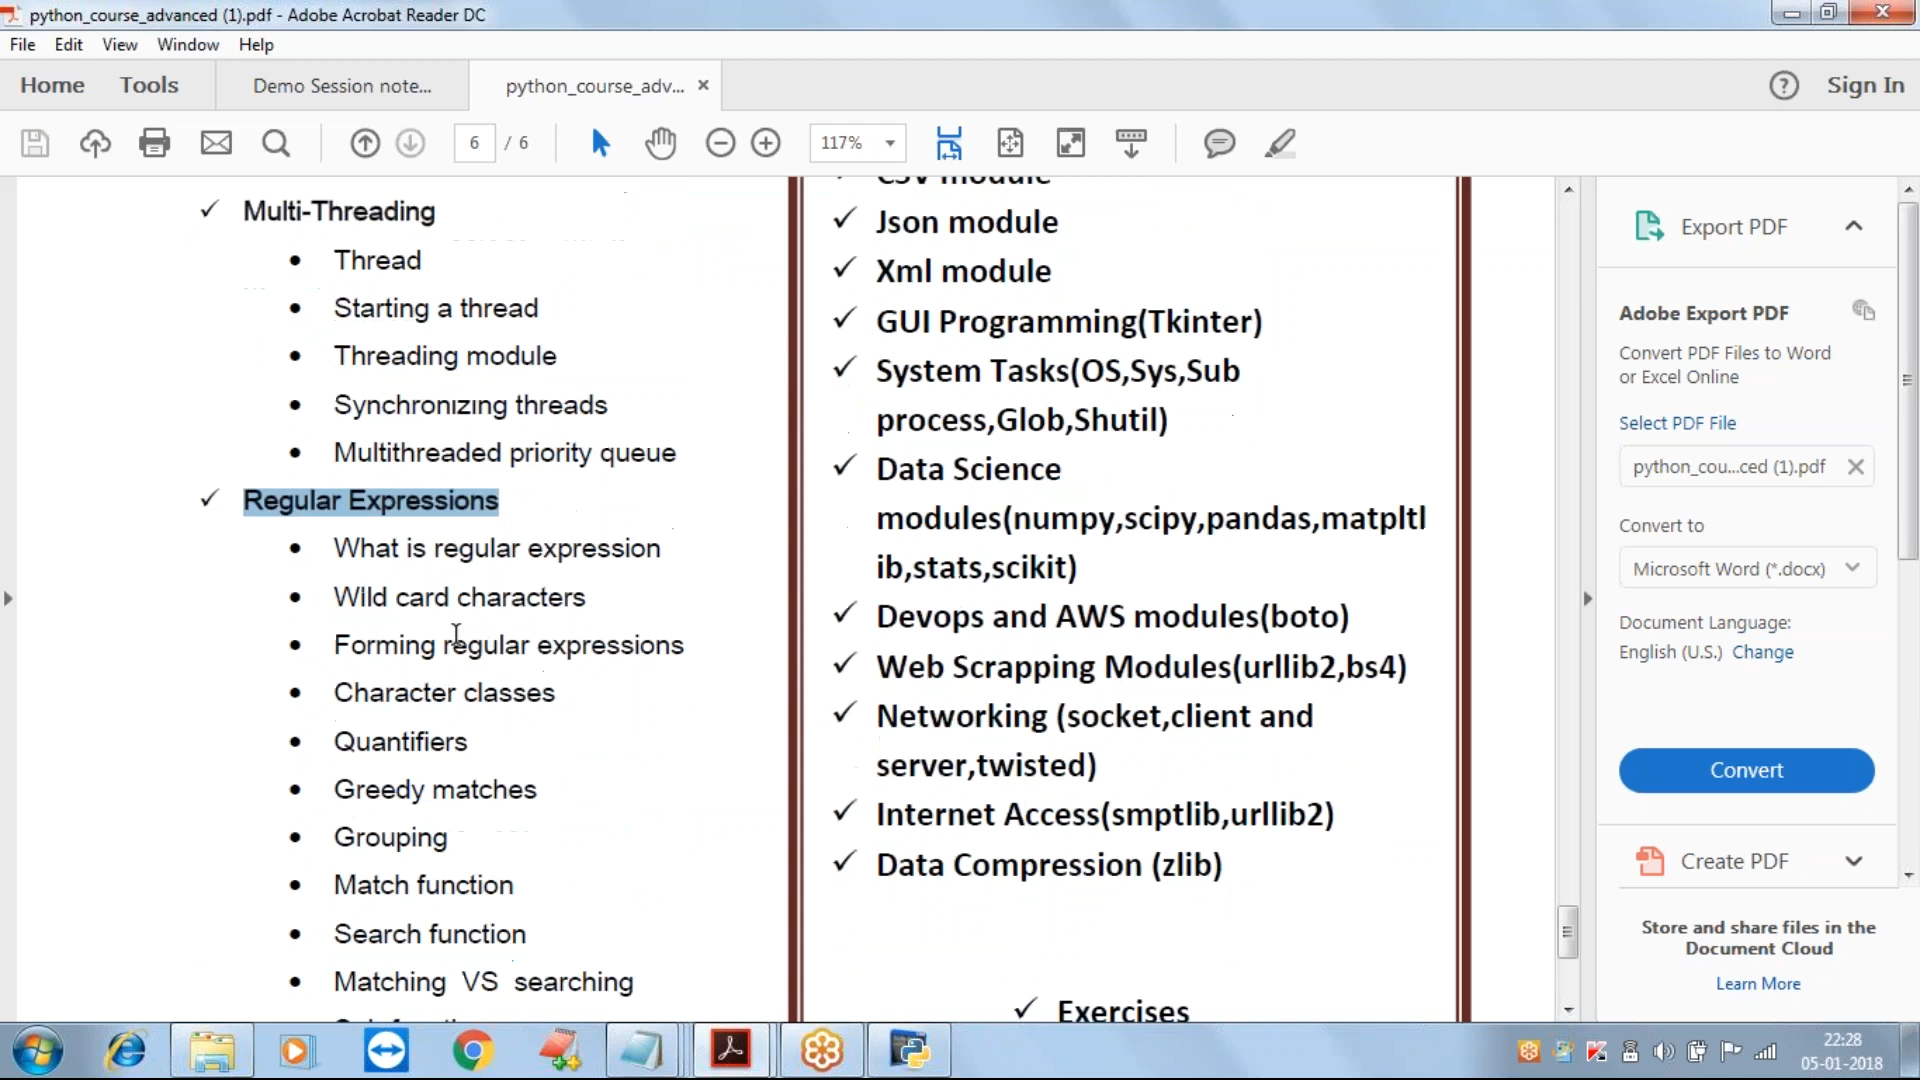 python_course_advanced (1).pdf - Adobe Acrobat Reader DC
File Edit View Window Help
Home Tools Demo Session note... python_course_adv... Sign In
6 / 6 117%
Multi-Threading
Thread
Starting a thread
Threading module
Synchronizing threads
Multithreaded priority queue
Regular Expressions
What is regular expression
Wild card characters
Forming regular expressions
Character classes
Quantifiers
Greedy matches
Grouping
Match function
Search function
Matching VS searching
CSV module
Json module
Xml module
GUI Programming(Tkinter)
System Tasks(OS,Sys,Sub
process,Glob,Shutil)
Data Science
modules(numpy,scipy,pandas,matpltl
ib,stats,scikit)
Devops and AWS modules(boto)
Web Scrapping Modules(urllib2,bs4)
Networking (socket,client and
server,twisted)
Internet Access(smptlib,urllib2)
Data Compression (zlib)
Exercises
Export PDF
Adobe Export PDF
Convert PDF Files to Word
or Excel Online
Select PDF File
python_cou...ced (1).pdf
Convert to
Microsoft Word (*.docx)
Document Language:
English (U.S.) Change
Convert
Create PDF
Store and share files in the
Document Cloud
Learn More
22:28
05-01-2018